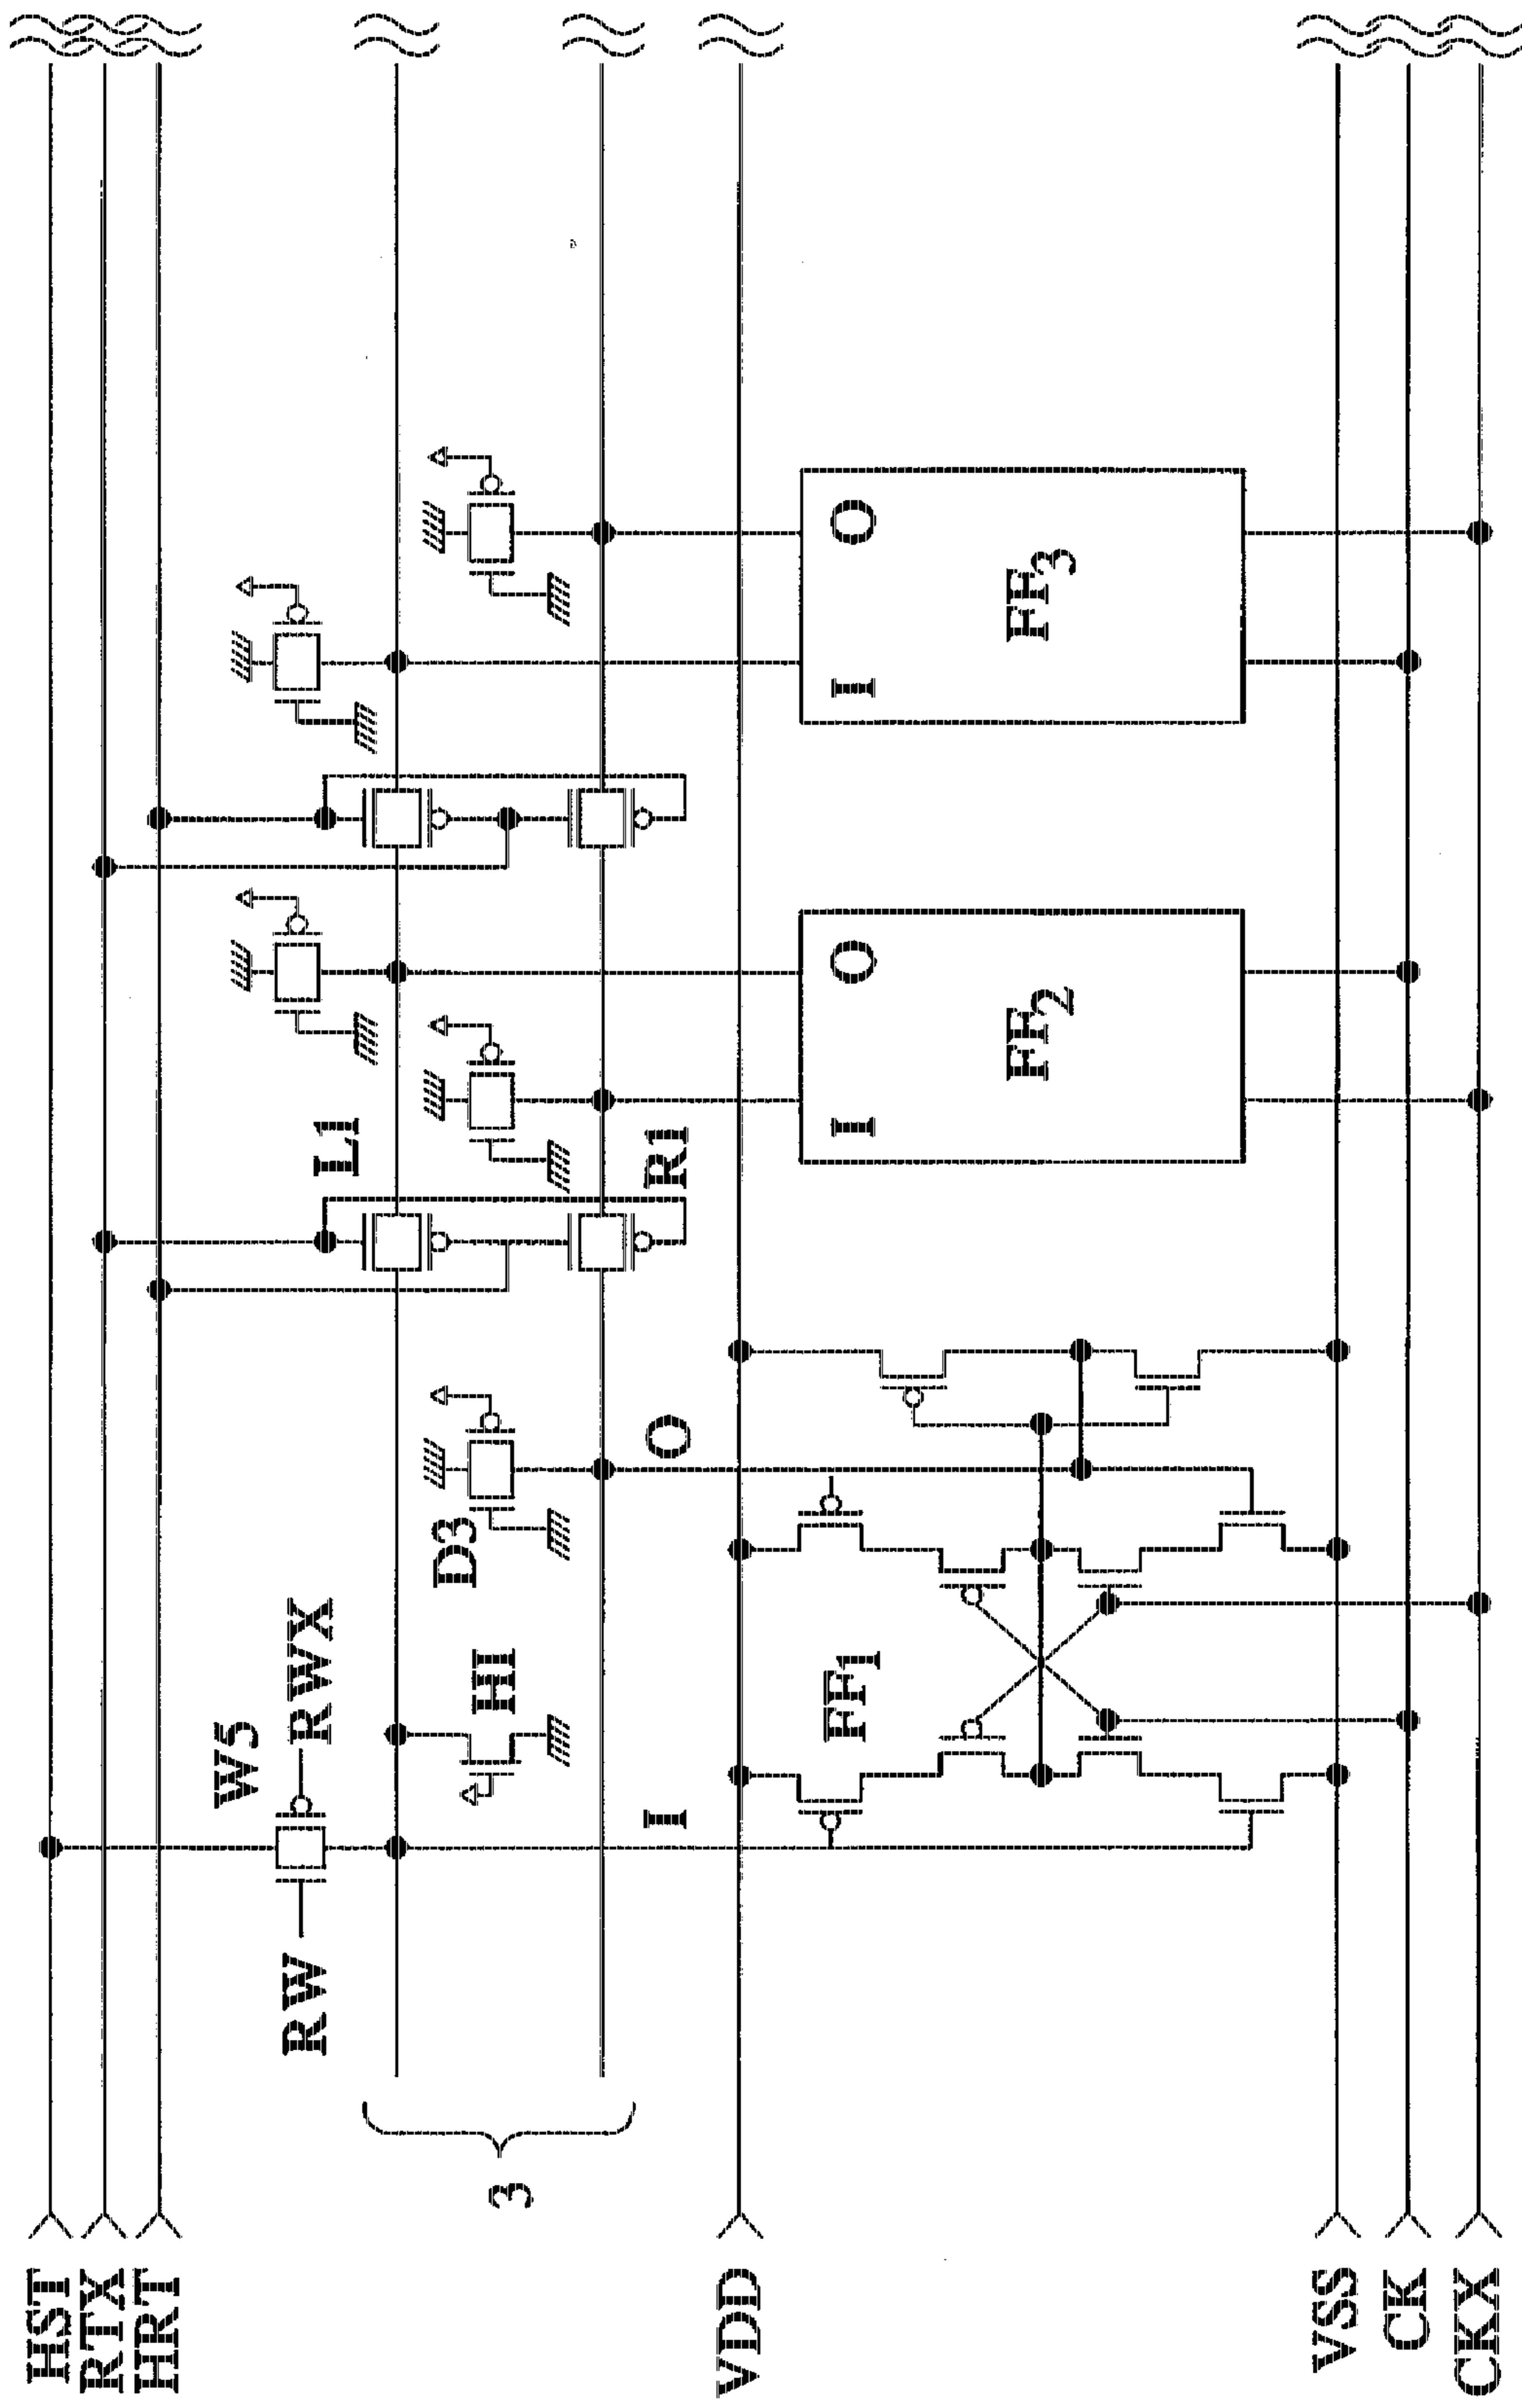 HST
RTX
HRT
RW
W5
RWX
L1
D3
HI
3
I
O
R1
VDD
FF1
I
O
FF2
I
O
FF3
VSS
CK
CKX